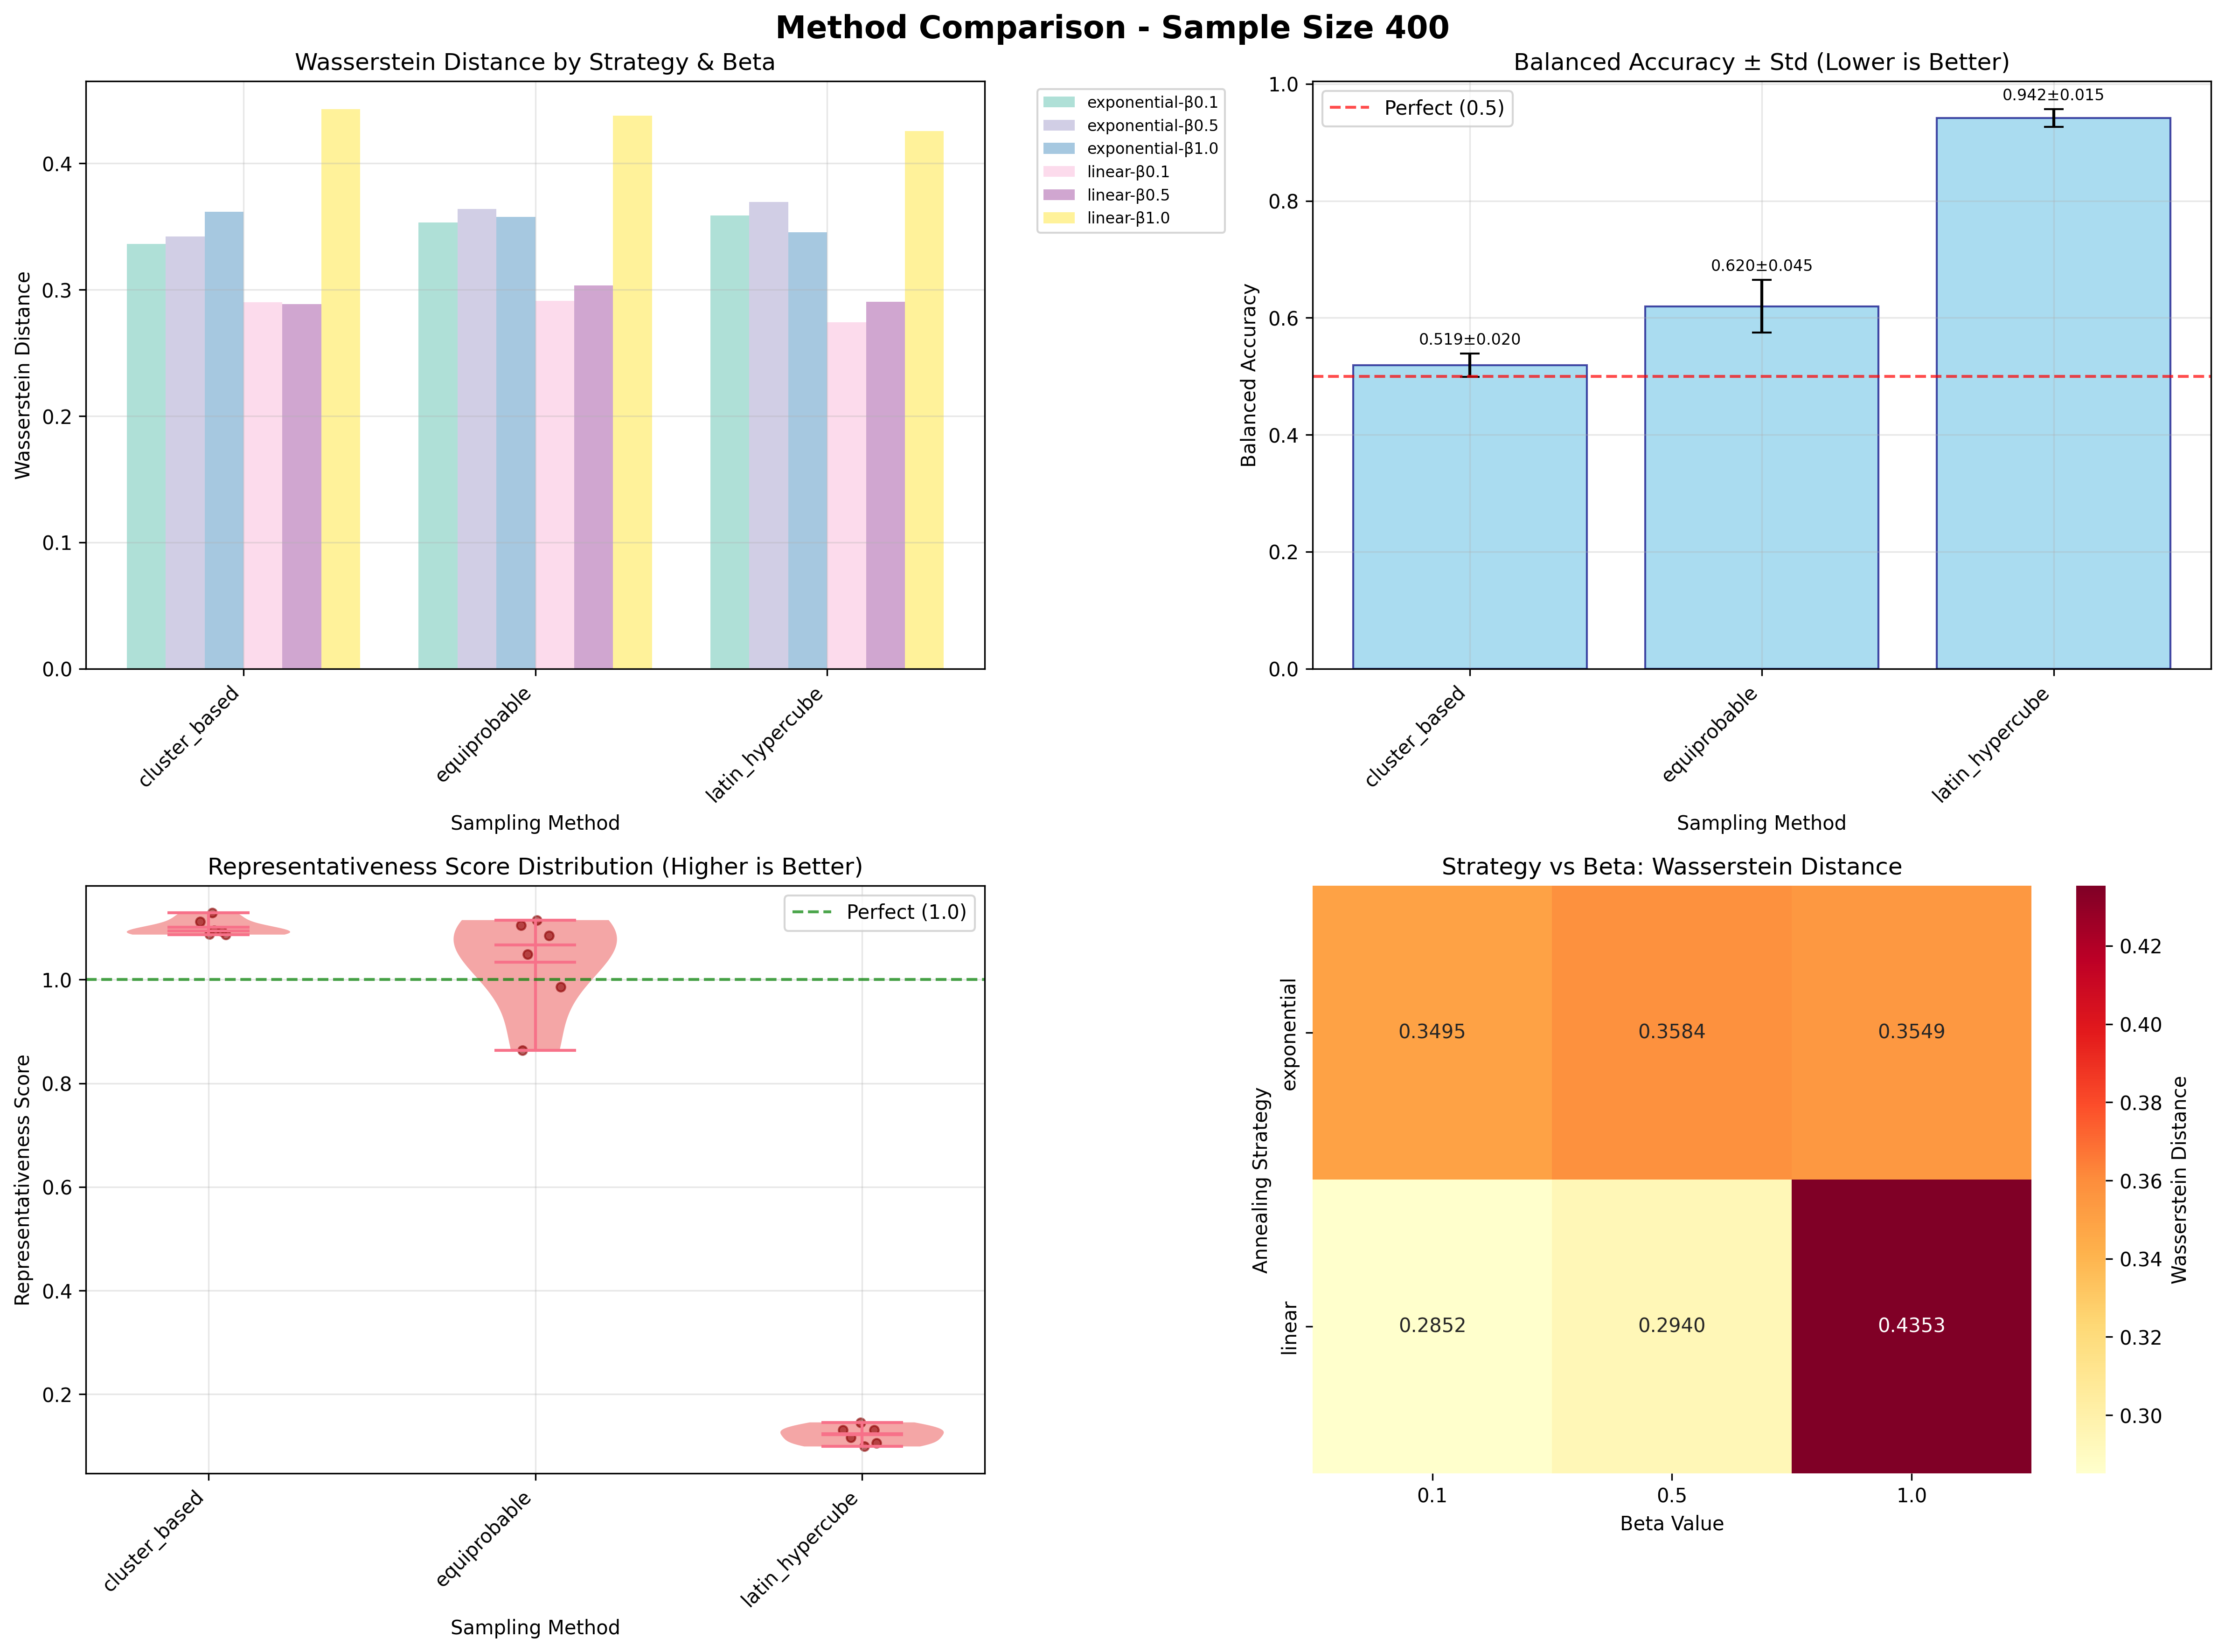 Method Comparison - Sample Size 400
Wasserstein Distance by Strategy & Beta
Wasserstein Distance
0.4
0.3
0.2
0.1
0.0
cluster_based
equiprobable
latin_hypercube
Sampling Method
exponential-β0.1
exponential-β0.5
exponential-β1.0
linear-β0.1
linear-β0.5
linear-β1.0
Balanced Accuracy ± Std (Lower is Better)
Balanced Accuracy
1.0
0.8
0.6
0.4
0.2
0.0
Perfect (0.5)
0.519±0.020
0.620±0.045
0.942±0.015
cluster_based
equiprobable
latin_hypercube
Sampling Method
Representativeness Score Distribution (Higher is Better)
Representativeness Score
1.0
0.8
0.6
0.4
0.2
Perfect (1.0)
cluster_based
equiprobable
latin_hypercube
Sampling Method
Strategy vs Beta: Wasserstein Distance
Annealing Strategy
exponential
linear
0.3495 0.3584 0.3549
0.2852 0.2940 0.4353
0.1 0.5 1.0
Beta Value
0.42
0.40
0.38
0.36
0.34
0.32
0.30
Wasserstein Distance